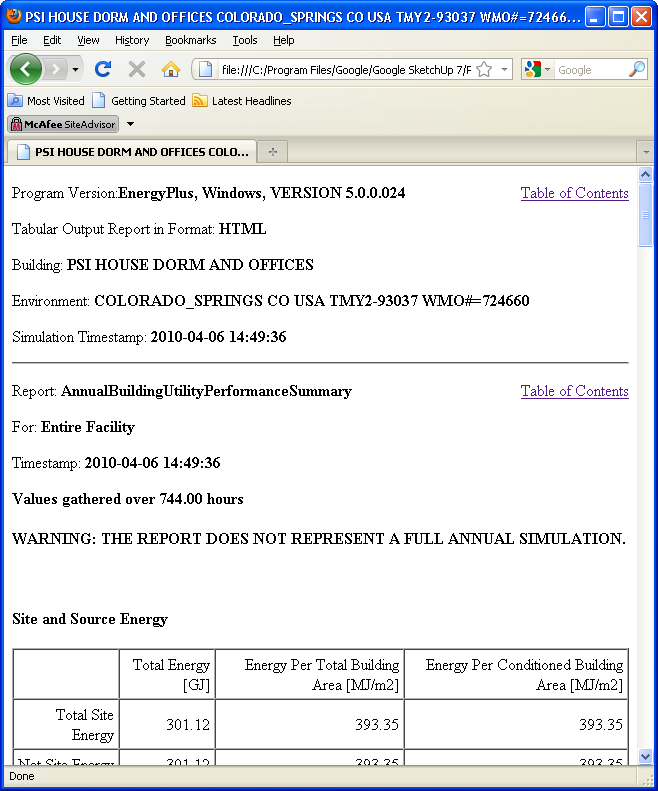 PSI HOUSE DORM AND OFFICES COLORADO_SPRINGS CO USA TMY2-93037 WMO#=72466...
File Edit View History Bookmarks Tools Help
file:///C:/Program Files/Google/Google SketchUp 7/F
Google
Most Visited Getting Started Latest Headlines
McAfee SiteAdvisor
PSI HOUSE DORM AND OFFICES COLO...
Program Version:EnergyPlus, Windows, VERSION 5.0.0.024 Table of Contents
Tabular Output Report in Format: HTML
Building: PSI HOUSE DORM AND OFFICES
Environment: COLORADO_SPRINGS CO USA TMY2-93037 WMO#=724660
Simulation Timestamp: 2010-04-06 14:49:36
Report: AnnualBuildingUtilityPerformanceSummary Table of Contents
For: Entire Facility
Timestamp: 2010-04-06 14:49:36
Values gathered over 744.00 hours
WARNING: THE REPORT DOES NOT REPRESENT A FULL ANNUAL SIMULATION.
Site and Source Energy
Total Energy Energy Per Total Building Energy Per Conditioned Building
[GJ] Area [MJ/m2] Area [MJ/m2]
Total Site
Energy 301.12 393.35 393.35
Net Site Energy 301.12 393.35 393.35
Done